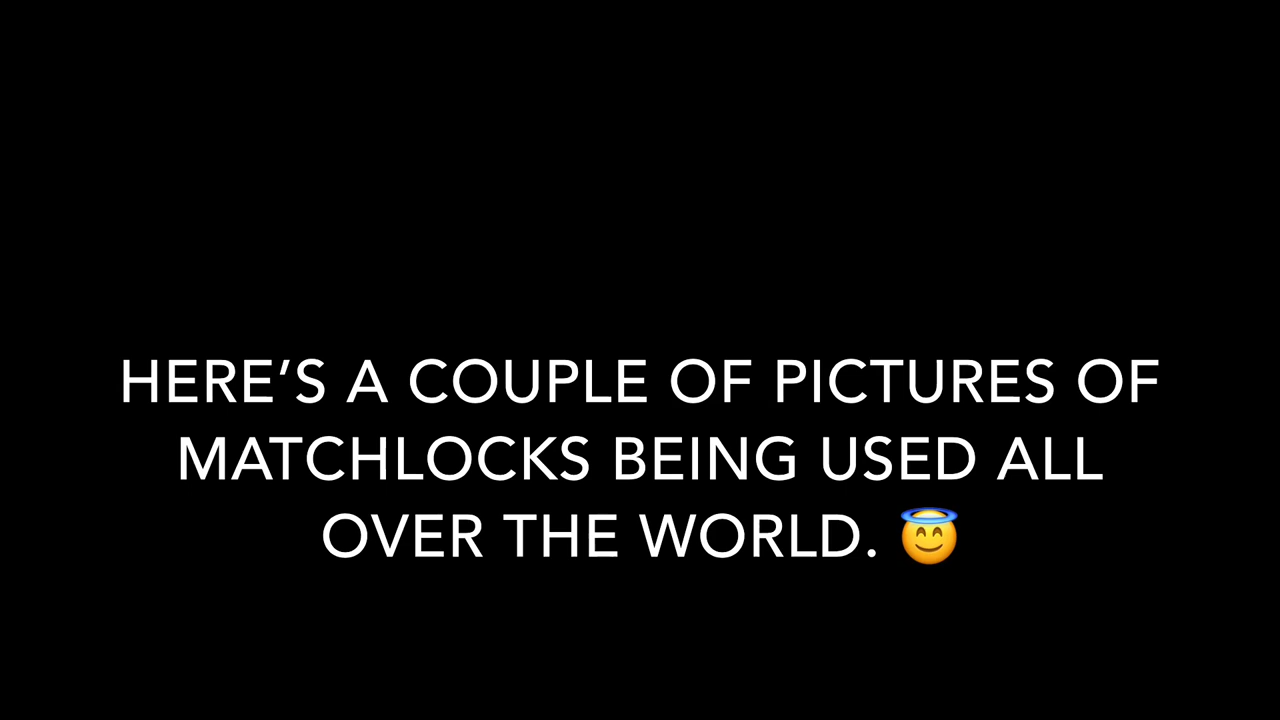 HERE’S A COUPLE OF PICTURES OF
MATCHLOCKS BEING USED ALL
OVER THE WORLD. 😇